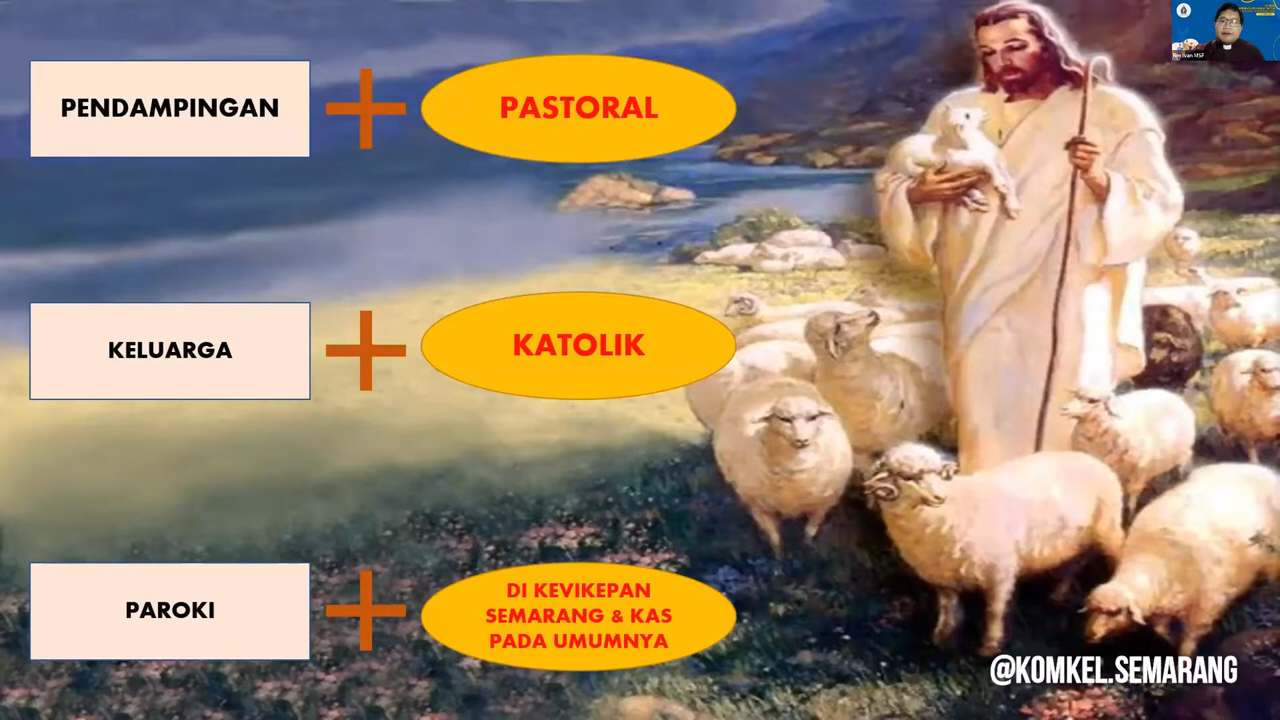 PENDAMPINGAN
PASTORAL
KELUARGA
KATOLIK
PAROKI
DI KEVIKEPAN
SEMARANG & KAS
PADA UMUMNYA
@KOMKEL.SEMARANG